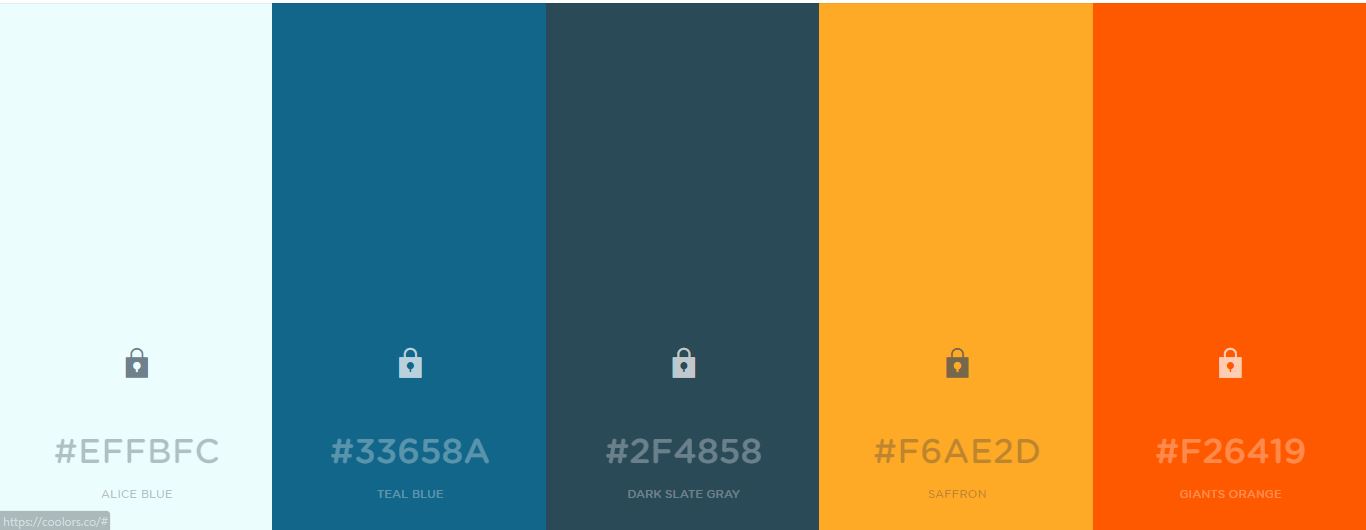 #EFFBFC
ALICE BLUE
#33658A
TEAL BLUE
#2F4858
DARK SLATE GRAY
#F6AE2D
SAFFRON
#F26419
GIANTS ORANGE
https://coolors.co/#